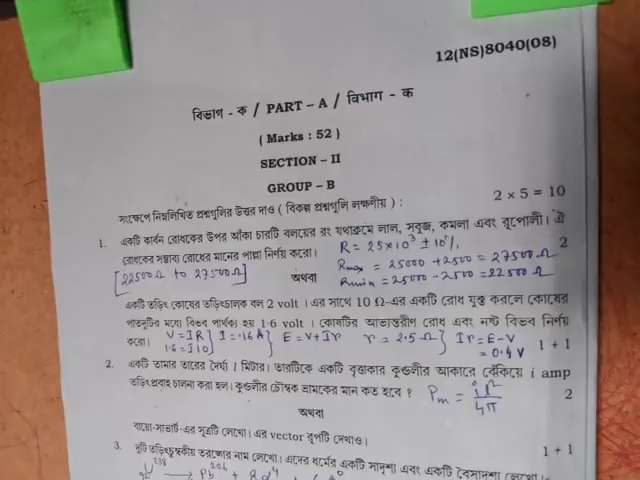 12(NS)8040(08)
বিভাগ - ক / PART – A / विभाग - क
( Marks : 52 )
SECTION – II
GROUP – B
সংক্ষেপে নিম্নলিখিত প্রশ্নগুলির উত্তর দাও ( বিকল্প প্রশ্নগুলি লক্ষণীয় ) : 2 × 5 = 10
1. একটি কার্বন রোধকের উপর আঁকা চারটি বলয়ের রং যথাক্রমে লাল, সবুজ, কমলা এবং রূপোলী। ঐ
রোধকের সম্ভাব্য রোধের মানের পাল্লা নির্ণয় করো। R = 25×10³ ± 10% 2
[22500Ω to 27500Ω] Rmax = 25000 + 2500 = 27500 Ω
অথবা Rmin = 25000 - 2500 = 22500 Ω
একটি তড়িৎ কোষের তড়িচ্চালক বল 2 volt । এর সাথে 10 Ω-এর একটি রোধ যুক্ত করলে কোষের
পাতদুটির মধ্যে বিভব পার্থক্য হয় 1·6 volt । কোষটির আভ্যন্তরীণ রোধ এবং নষ্ট বিভব নির্ণয়
করো। V = IR } I = .16A } E = V + Ir r = 2.5 Ω } Ir = E - V 1 + 1
1.6 = I10 = 0.4 V
2. একটি তামার তারের দৈর্ঘ্য l মিটার। তারটিকে একটি বৃত্তাকার কুণ্ডলীর আকারে বেঁকিয়ে i amp
তড়িৎপ্রবাহ চালনা করা হল। কুণ্ডলীর চৌম্বক ভ্রামকের মান কত হবে ? Pm = il²/4π 2
অথবা
বায়ো-সাভার্ট-এর সূত্রটি লেখো। এর vector রূপটি দেখাও। 1 + 1
3. দুটি তড়িচ্চুম্বকীয় তরঙ্গের নাম লেখো। এদের ধর্মের একটি সাদৃশ্য এবং একটি বৈসাদৃশ্য লেখো।